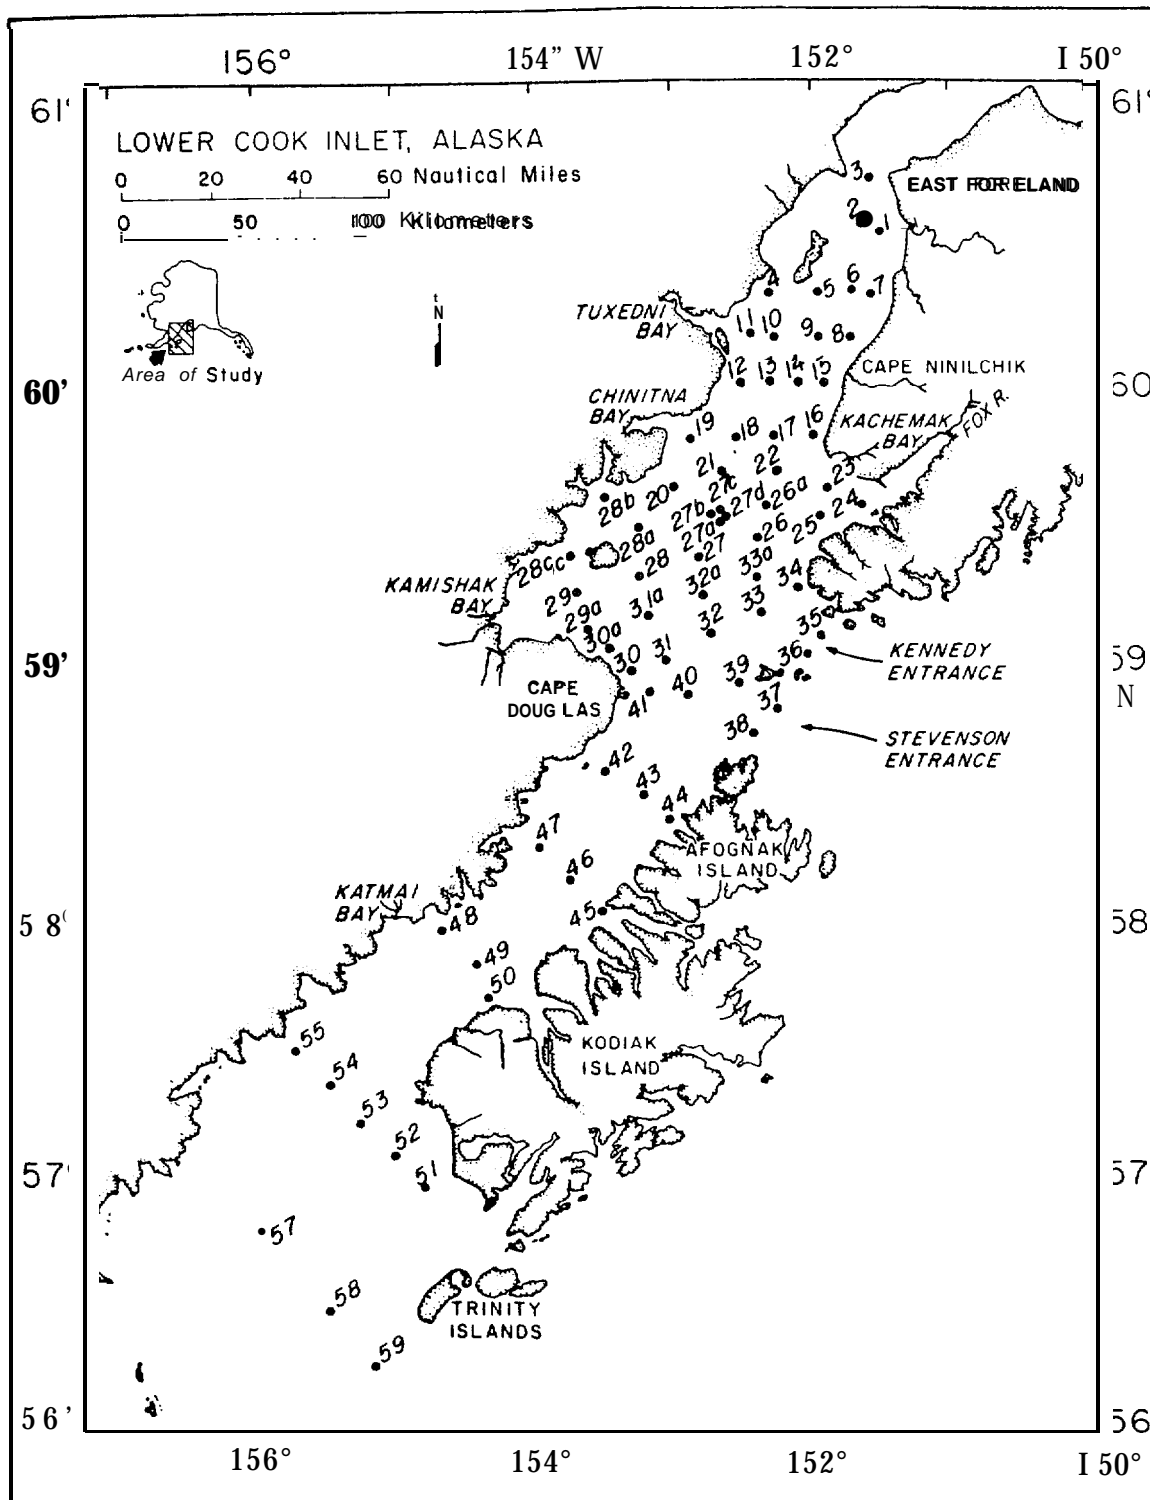 156° 154" W 152° I 50°
61' 61°
LOWER COOK INLET, ALASKA
0 20 40 60 Nautical Miles
0 50 100 Kilometers
t
N
Area of Study
EAST FORELAND
3
2
1
4 5 6 7
TUXEDNI
BAY
11 10 9 8
12 13 14 15
CAPE NINILCHIK
60' 60
CHINITNA
BAY
KACHEMAK
BAY
FOX R.
19 18 17 16
21 22 23
28b 20 27c 27d 26a 24
27b 25
28a 27a 26
28c 28 27 33a 34
KAMISHAK
BAY
29 32a
29a 31a 32 33 35
30a
30 31 36
KENNEDY
ENTRANCE
59' 59
N
CAPE
DOUG LAS
41 40 39 37
38
STEVENSON
ENTRANCE
42 43 44
47
46
AFOGNAK
ISLAND
KATMAI
BAY
48 45
5 8 58
49
50
KODIAK
ISLAND
55
54
53
52
51
57' 57
57
58
TRINITY
ISLANDS
59
56' 56
156° 154° 152° I 50°